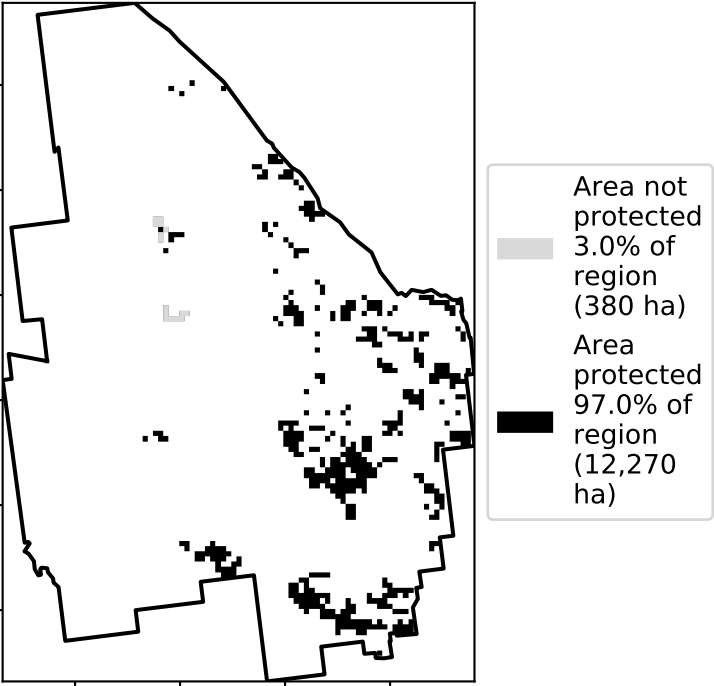 Area not
protected
3.0% of
region
(380 ha)
Area
protected
97.0% of
region
(12,270
ha)